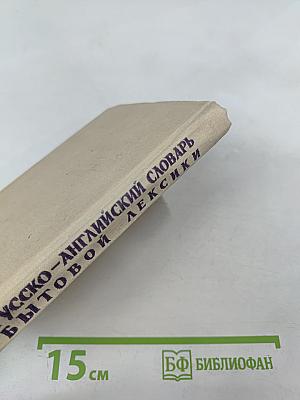 УССКО-АНГЛИЙСКИЙ СЛОВАРЬ
БЫТОВОЙ ЛЕКСИКИ
15 см
БФ БИБЛИОФАН